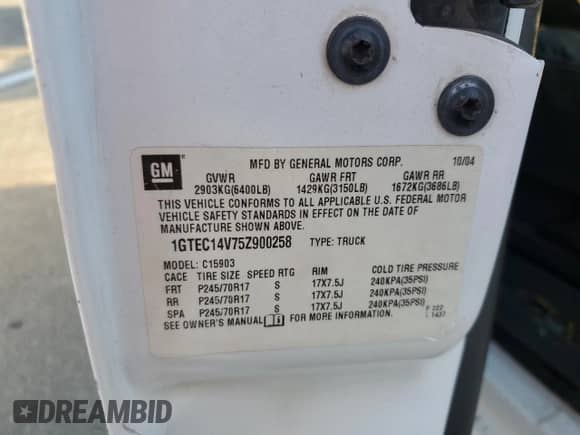 GM MFD BY GENERAL MOTORS CORP. 10/04
GVWR GAWR FRT GAWR RR
2903KG(6400LB) 1429KG(3150LB) 1672KG(3686LB)
THIS VEHICLE CONFORMS TO ALL APPLICABLE U.S. FEDERAL MOTOR
VEHICLE SAFETY STANDARDS IN EFFECT ON THE DATE OF
MANUFACTURE SHOWN ABOVE.
1GTEC14V75Z900258 TYPE: TRUCK
MODEL: C15903
CACE TIRE SIZE SPEED RTG RIM COLD TIRE PRESSURE
FRT P245/70R17 S 17X7.5J 240KPA(35PSI)
RR P245/70R17 S 17X7.5J 240KPA(35PSI)
SPA P245/70R17 S 17X7.5J 240KPA(35PSI)
SEE OWNER'S MANUAL FOR MORE INFORMATION.
DREAMBID